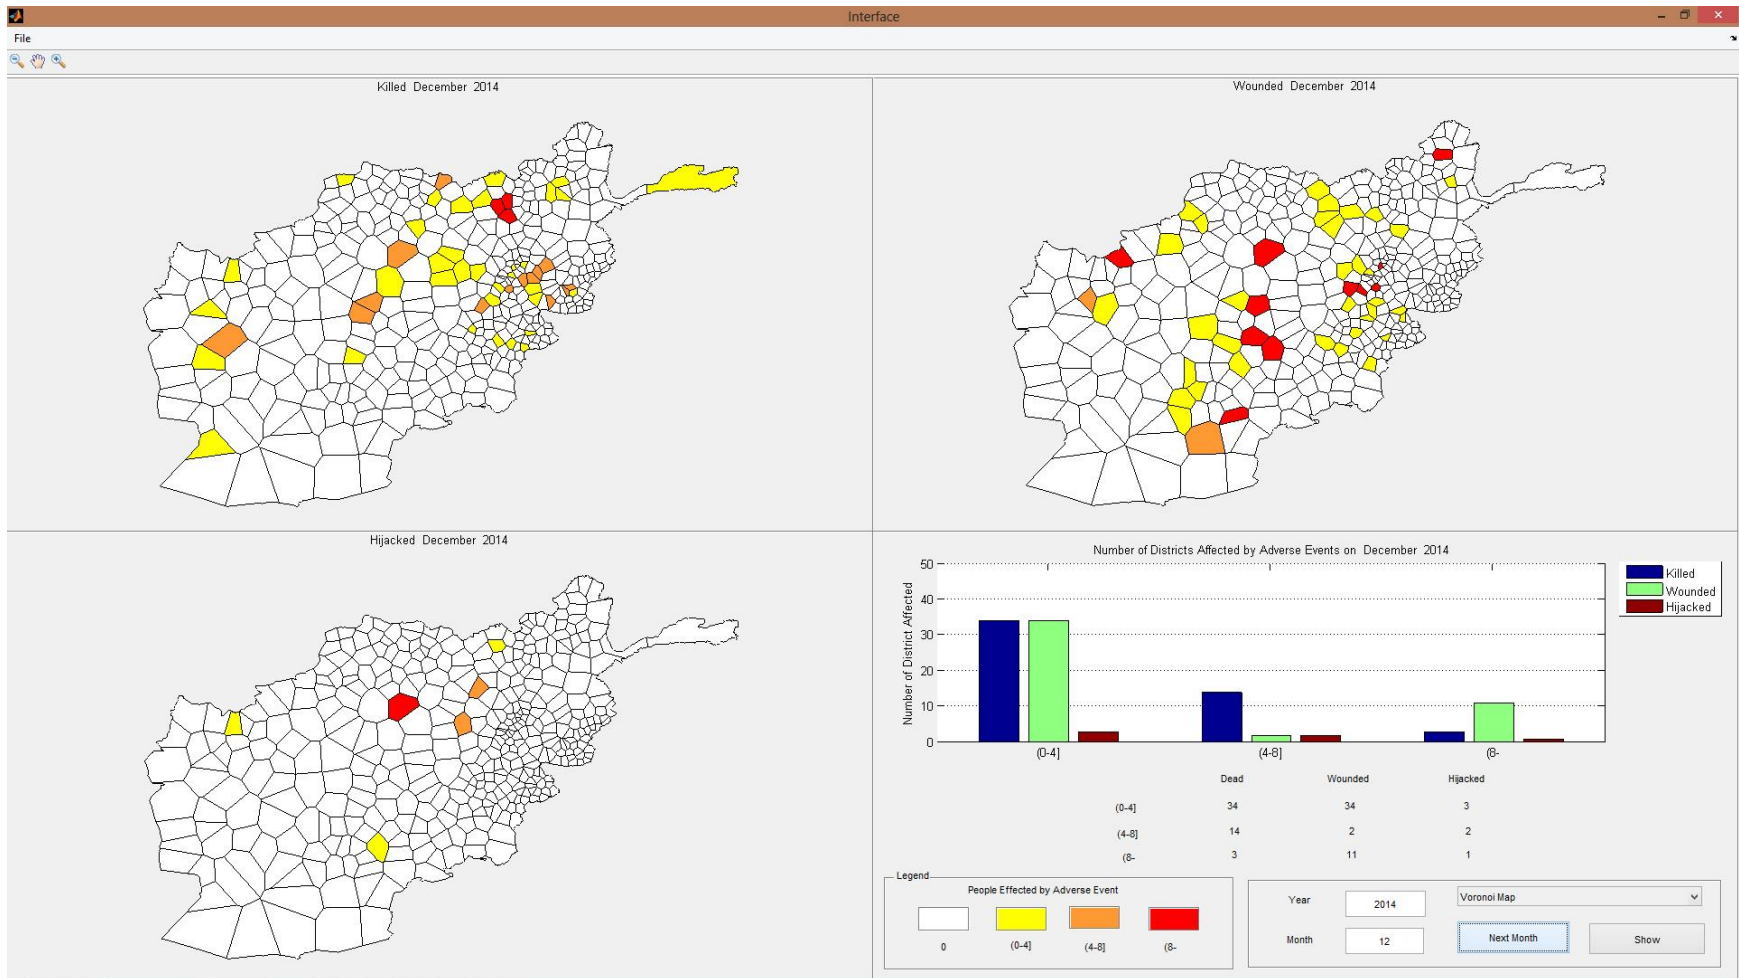 Interface
File
Killed December 2014
Wounded December 2014
Hijacked December 2014
Number of Districts Affected by Adverse Events on December 2014
Number of District Affected
50
40
30
20
10
0
(0-4]
(4-8]
(8-
Killed
Wounded
Hijacked
Dead Wounded Hijacked
(0-4] 34 34 3
(4-8] 14 2 2
(8- 3 11 1
Legend
People Effected by Adverse Event
0 (0-4] (4-8] (8-
Year 2014 Voronoi Map
Month 12 Next Month Show